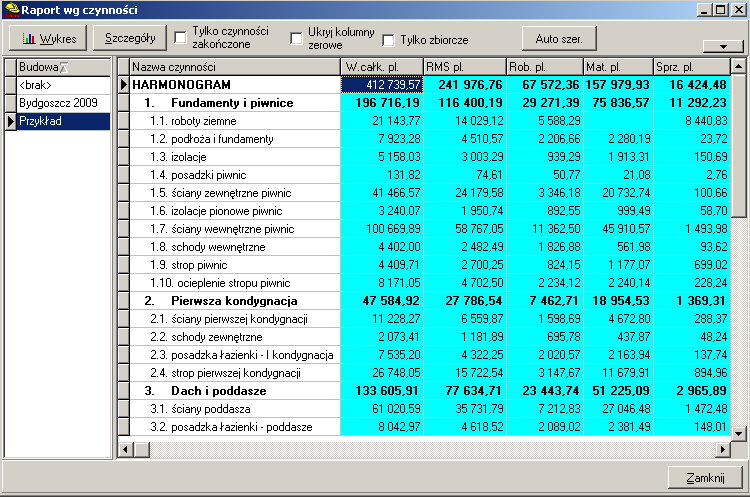 Raport wg czynności
Wykres
Szczegóły
Tylko czynności zakończone
Ukryj kolumny zerowe
Tylko zbiorcze
Auto szer.
Budowa
<brak>
Bydgoszcz 2009
Przykład
Nazwa czynności W.całk. pl. RMS pl. Rob. pl. Mat. pl. Sprz. pl.
HARMONOGRAM 412 739,57 241 976,76 67 572,36 157 979,93 16 424,48
1. Fundamenty i piwnice 196 716,19 116 400,19 29 271,39 75 836,57 11 292,23
1.1. roboty ziemne 21 143,77 14 029,12 5 588,29 8 440,83
1.2. podłoża i fundamenty 7 923,28 4 510,57 2 206,66 2 280,19 23,72
1.3. izolacje 5 158,03 3 003,29 939,29 1 913,31 150,69
1.4. posadzki piwnic 131,82 74,61 50,77 21,08 2,76
1.5. ściany zewnętrzne piwnic 41 466,57 24 179,58 3 346,18 20 732,74 100,66
1.6. izolacje pionowe piwnic 3 240,07 1 950,74 892,55 999,49 58,70
1.7. ściany wewnętrzne piwnic 100 669,89 58 767,05 11 362,50 45 910,57 1 493,98
1.8. schody wewnętrzne 4 402,00 2 482,49 1 826,88 561,98 93,62
1.9. strop piwnic 4 409,71 2 700,25 824,15 1 177,07 699,02
1.10. ocieplenie stropu piwnic 8 171,05 4 702,50 2 234,12 2 240,14 228,24
2. Pierwsza kondygnacja 47 584,92 27 786,54 7 462,71 18 954,53 1 369,31
2.1. ściany pierwszej kondygnacji 11 228,27 6 559,87 1 598,69 4 672,80 288,37
2.2. schody zewnętrzne 2 073,41 1 181,89 695,78 437,87 48,24
2.3. posadzka łazienki - I kondygnacja 7 535,20 4 322,25 2 020,57 2 163,94 137,74
2.4. strop pierwszej kondygnacji 26 748,05 15 722,54 3 147,67 11 679,91 894,96
3. Dach i poddasze 133 605,91 77 634,71 23 443,74 51 225,09 2 965,89
3.1. ściany poddasza 61 020,59 35 731,79 7 212,83 27 046,48 1 472,48
3.2. posadzka łazienki - poddasze 8 042,97 4 618,52 2 089,02 2 381,49 148,01
Zamknij